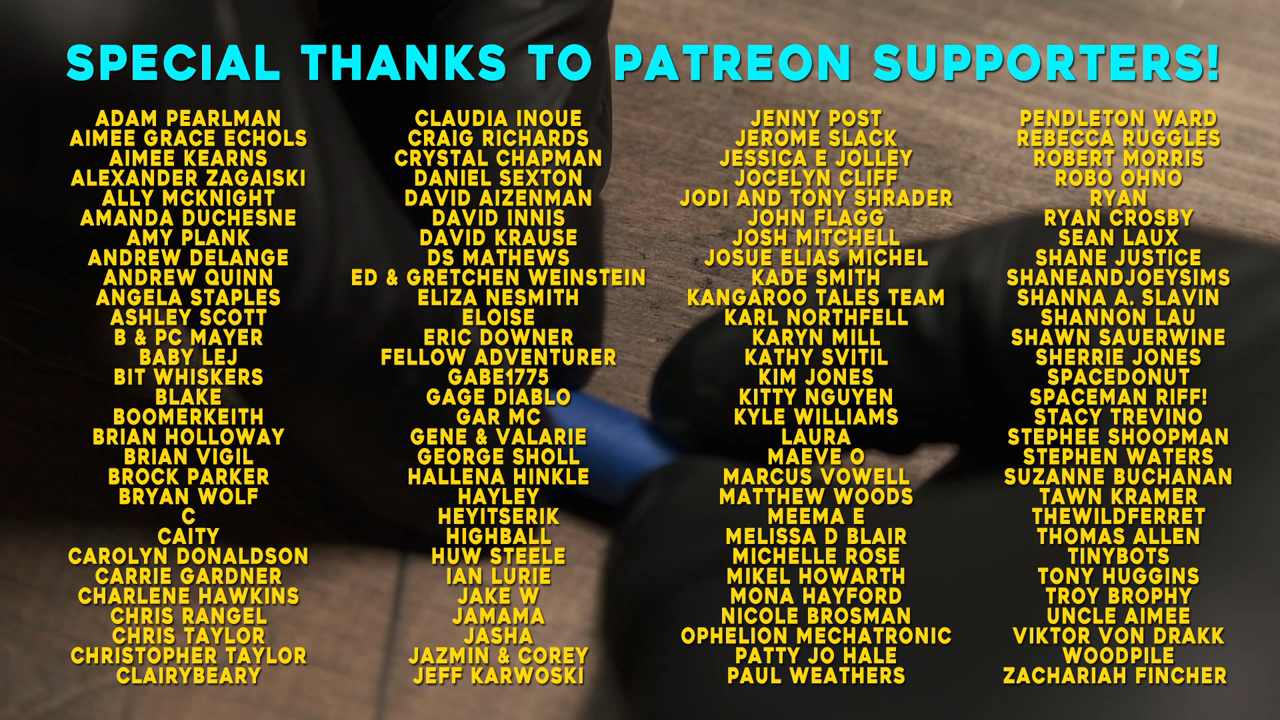 SPECIAL THANKS TO PATREON SUPPORTERS!
ADAM PEARLMAN
AIMEE GRACE ECHOLS
AIMEE KEARNS
ALEXANDER ZAGAISKI
ALLY MCKNIGHT
AMANDA DUCHESNE
AMY PLANK
ANDREW DELANGE
ANDREW QUINN
ANGELA STAPLES
ASHLEY SCOTT
B & PC MAYER
BABY LEJ
BIT WHISKERS
BLAKE
BOOMERKEITH
BRIAN HOLLOWAY
BRIAN VIGIL
BROCK PARKER
BRYAN WOLF
C
CAITY
CAROLYN DONALDSON
CARRIE GARDNER
CHARLENE HAWKINS
CHRIS RANGEL
CHRIS TAYLOR
CHRISTOPHER TAYLOR
CLAIRYBEARY
CLAUDIA INOUE
CRAIG RICHARDS
CRYSTAL CHAPMAN
DANIEL SEXTON
DAVID AIZENMAN
DAVID INNIS
DAVID KRAUSE
DS MATHEWS
ED & GRETCHEN WEINSTEIN
ELIZA NESMITH
ELOISE
ERIC DOWNER
FELLOW ADVENTURER
GABE1775
GAGE DIABLO
GAR MC
GENE & VALARIE
GEORGE SHOLL
HALLENA HINKLE
HAYLEY
HEYITSERIK
HIGHBALL
HUW STEELE
IAN LURIE
JAKE W
JAMAMA
JASHA
JAZMIN & COREY
JEFF KARWOSKI
JENNY POST
JEROME SLACK
JESSICA E JOLLEY
JOCELYN CLIFF
JODI AND TONY SHRADER
JOHN FLAGG
JOSH MITCHELL
JOSUE ELIAS MICHEL
KADE SMITH
KANGAROO TALES TEAM
KARL NORTHFELL
KARYN MILL
KATHY SVITIL
KIM JONES
KITTY NGUYEN
KYLE WILLIAMS
LAURA
MAEVE O
MARCUS VOWELL
MATTHEW WOODS
MEEMA E
MELISSA D BLAIR
MICHELLE ROSE
MIKEL HOWARTH
MONA HAYFORD
NICOLE BROSMAN
OPHELION MECHATRONIC
PATTY JO HALE
PAUL WEATHERS
PENDLETON WARD
REBECCA RUGGLES
ROBERT MORRIS
ROBO OHNO
RYAN
RYAN CROSBY
SEAN LAUX
SHANE JUSTICE
SHANEANDJOEYSIMS
SHANNA A. SLAVIN
SHANNON LAU
SHAWN SAUERWINE
SHERRIE JONES
SPACEDONUT
SPACEMAN RIFF!
STACY TREVINO
STEPHEE SHOOPMAN
STEPHEN WATERS
SUZANNE BUCHANAN
TAWN KRAMER
THEWILDFERRET
THOMAS ALLEN
TINYBOTS
TONY HUGGINS
TROY BROPHY
UNCLE AIMEE
VIKTOR VON DRAKK
WOODPILE
ZACHARIAH FINCHER